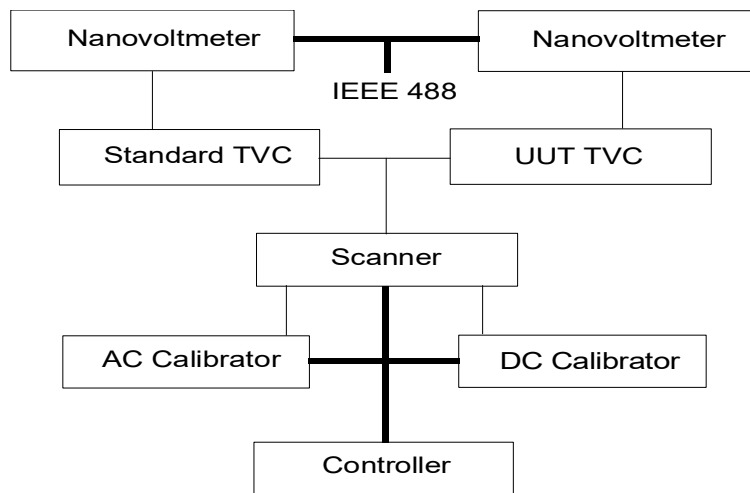 Nanovoltmeter
Nanovoltmeter
IEEE 488
Standard TVC
UUT TVC
Scanner
AC Calibrator
DC Calibrator
Controller